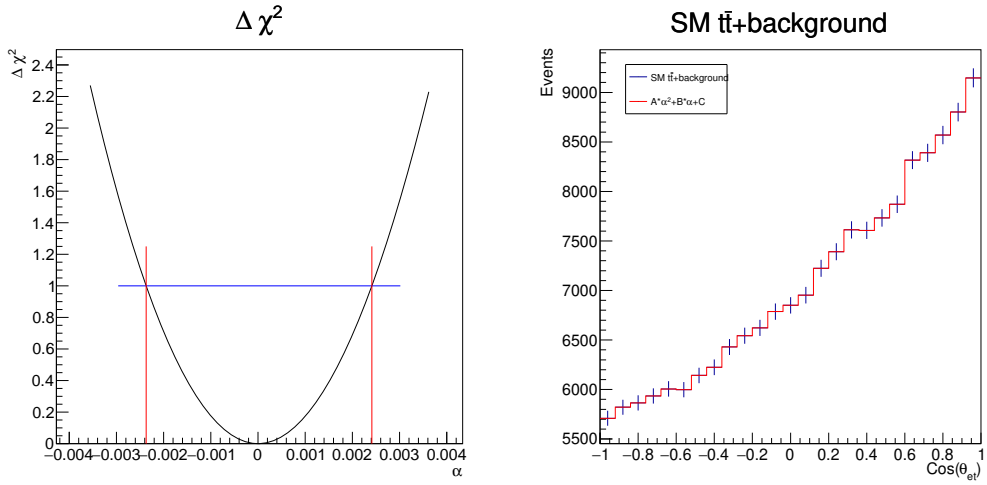 Δ χ²
Δ χ²
2.4
2.2
2
1.8
1.6
1.4
1.2
1
0.8
0.6
0.4
0.2
0
−0.004 −0.003 −0.002 −0.001 0 0.001 0.002 0.003 0.004
α
SM tt̄+background
Events
SM tt̄+background
A*α²+B*α+C
9000
8500
8000
7500
7000
6500
6000
5500
−1 −0.8 −0.6 −0.4 −0.2 0 0.2 0.4 0.6 0.8 1
Cos(θet)